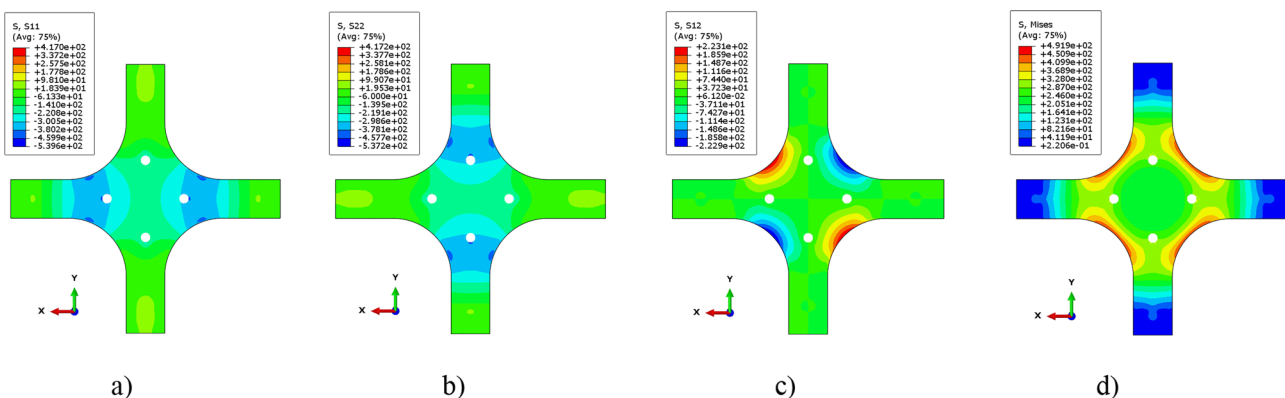 S, S11
(Avg: 75%)
+4.170e+02
+3.372e+02
+2.575e+02
+1.778e+02
+9.810e+01
+1.839e+01
-6.133e+01
-1.410e+02
-2.208e+02
-3.005e+02
-3.802e+02
-4.599e+02
-5.396e+02
Y
X
a)
S, S22
(Avg: 75%)
+4.172e+02
+3.377e+02
+2.581e+02
+1.786e+02
+9.907e+01
+1.953e+01
-6.000e+01
-1.395e+02
-2.191e+02
-2.986e+02
-3.781e+02
-4.577e+02
-5.372e+02
Y
X
b)
S, S12
(Avg: 75%)
+2.231e+02
+1.859e+02
+1.487e+02
+1.116e+02
+7.440e+01
+3.723e+01
+6.120e-02
-3.711e+01
-7.427e+01
-1.114e+02
-1.486e+02
-1.858e+02
-2.229e+02
Y
X
c)
S, Mises
(Avg: 75%)
+4.919e+02
+4.509e+02
+4.099e+02
+3.689e+02
+3.280e+02
+2.870e+02
+2.460e+02
+2.051e+02
+1.641e+02
+1.231e+02
+8.216e+01
+4.119e+01
+2.206e-01
Y
X
d)